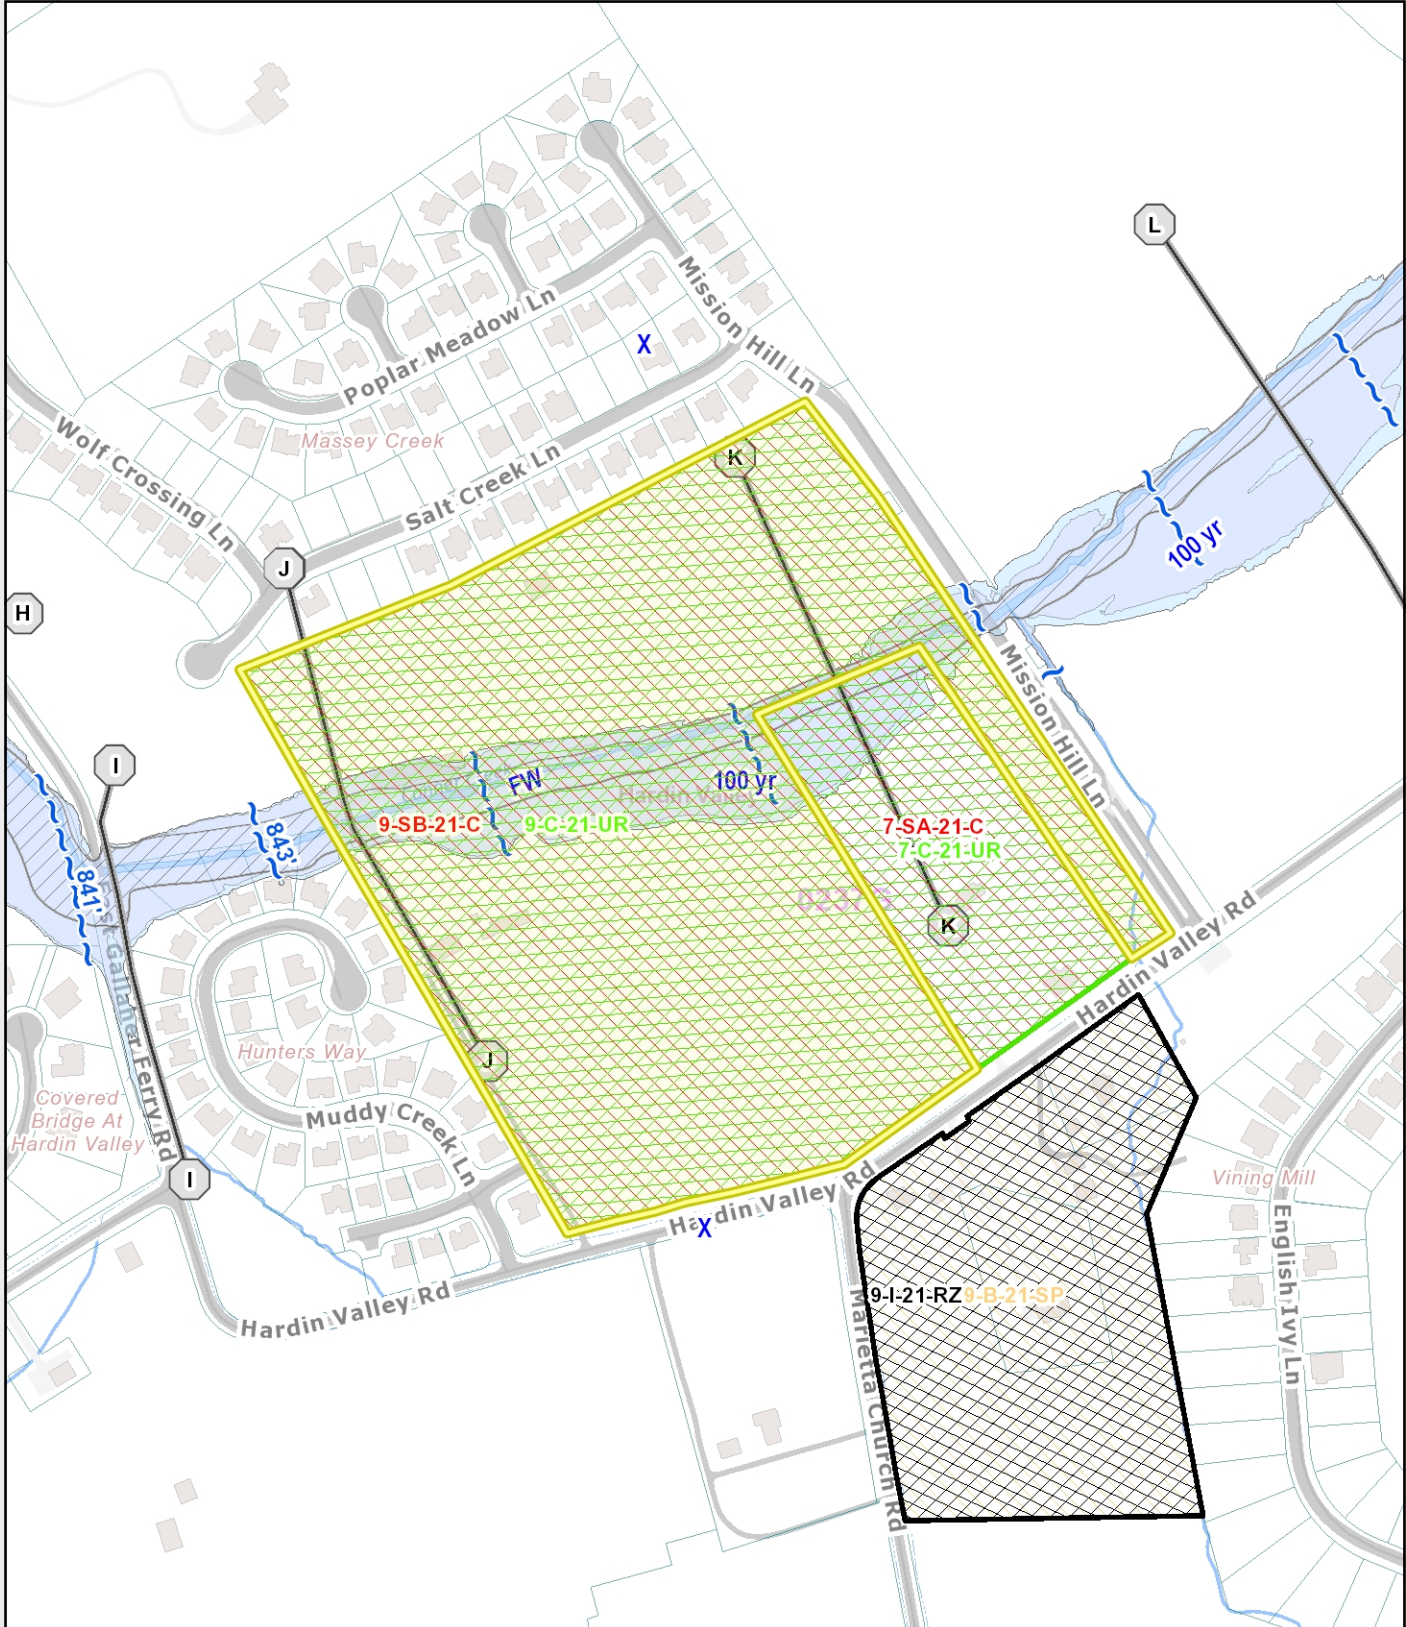 L
Mission Hill Ln
Poplar Meadow Ln
X
Wolf Crossing Ln
Massey Creek
Salt Creek Ln
K
100 yr
J
H
Mission Hill Ln
I
FW
100 yr
Hardin Valley
9-SB-21-C
9-C-21-UR
7-SA-21-C
7-C-21-UR
843'
841'
East Gallaher Ferry Rd
K
Hardin Valley Rd
Hunters Way
J
Covered
Bridge At
Hardin Valley
Muddy Creek Ln
I
Hardin Valley Rd
X
Vining Mill
English Ivy Ln
9-I-21-RZ
9-B-21-SP
Hardin Valley Rd
Marietta Church Rd